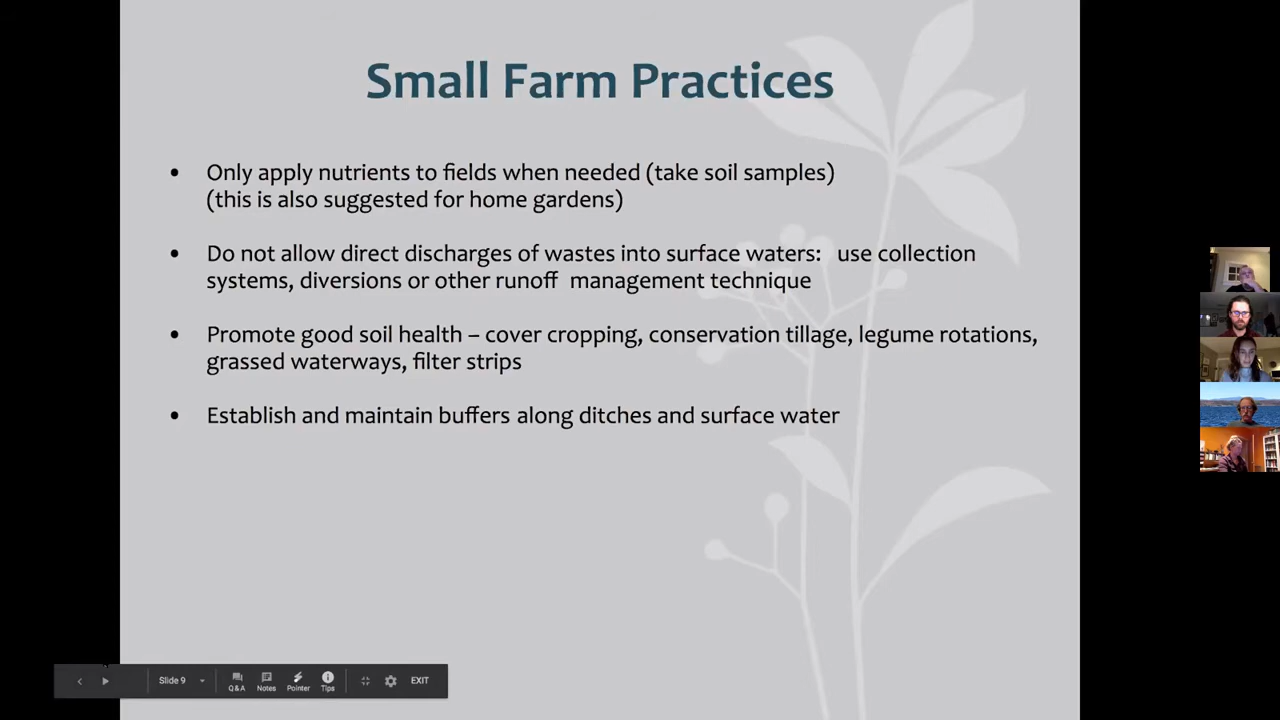 Small Farm Practices
• Only apply nutrients to fields when needed (take soil samples)
(this is also suggested for home gardens)
• Do not allow direct discharges of wastes into surface waters: use collection
systems, diversions or other runoff management technique
• Promote good soil health – cover cropping, conservation tillage, legume rotations,
grassed waterways, filter strips
• Establish and maintain buffers along ditches and surface water
Slide 9
Q&A
Notes
Pointer
Tips
EXIT